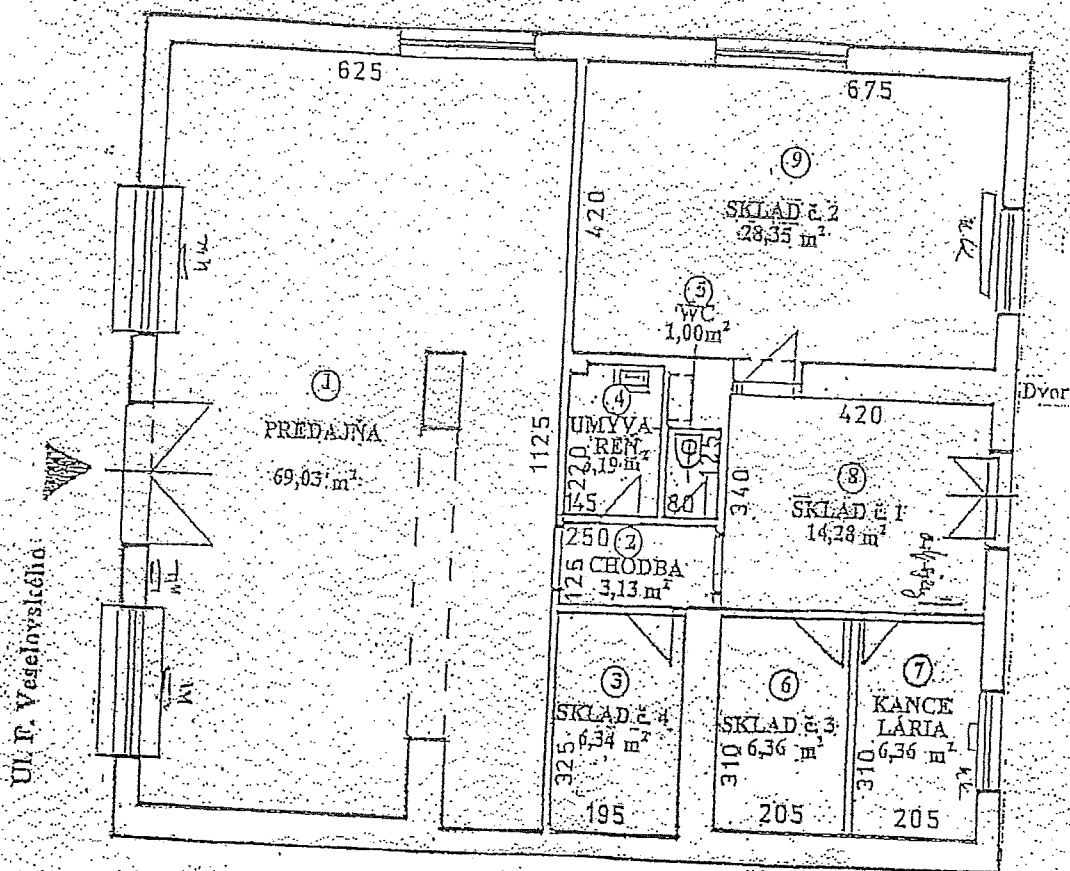 625
675
9
SKLAD č. 2
28,35 m²
420
5
WC
1,00 m²
Dvor
1
PREDAJŇA
69,03 m²
1125
4
UMYVA
REŇ
3,19 m²
220
145
125
80
420
340
8
SKLAD č. 1
14,28 m²
250
2
CHODBA
3,13 m²
125
Ul. F. Veselovského
3
SKLAD č. 4
6,34 m²
325
195
6
SKLAD č. 3
6,36 m²
310
205
7
KANCE
LÁRIA
6,36 m²
310
205